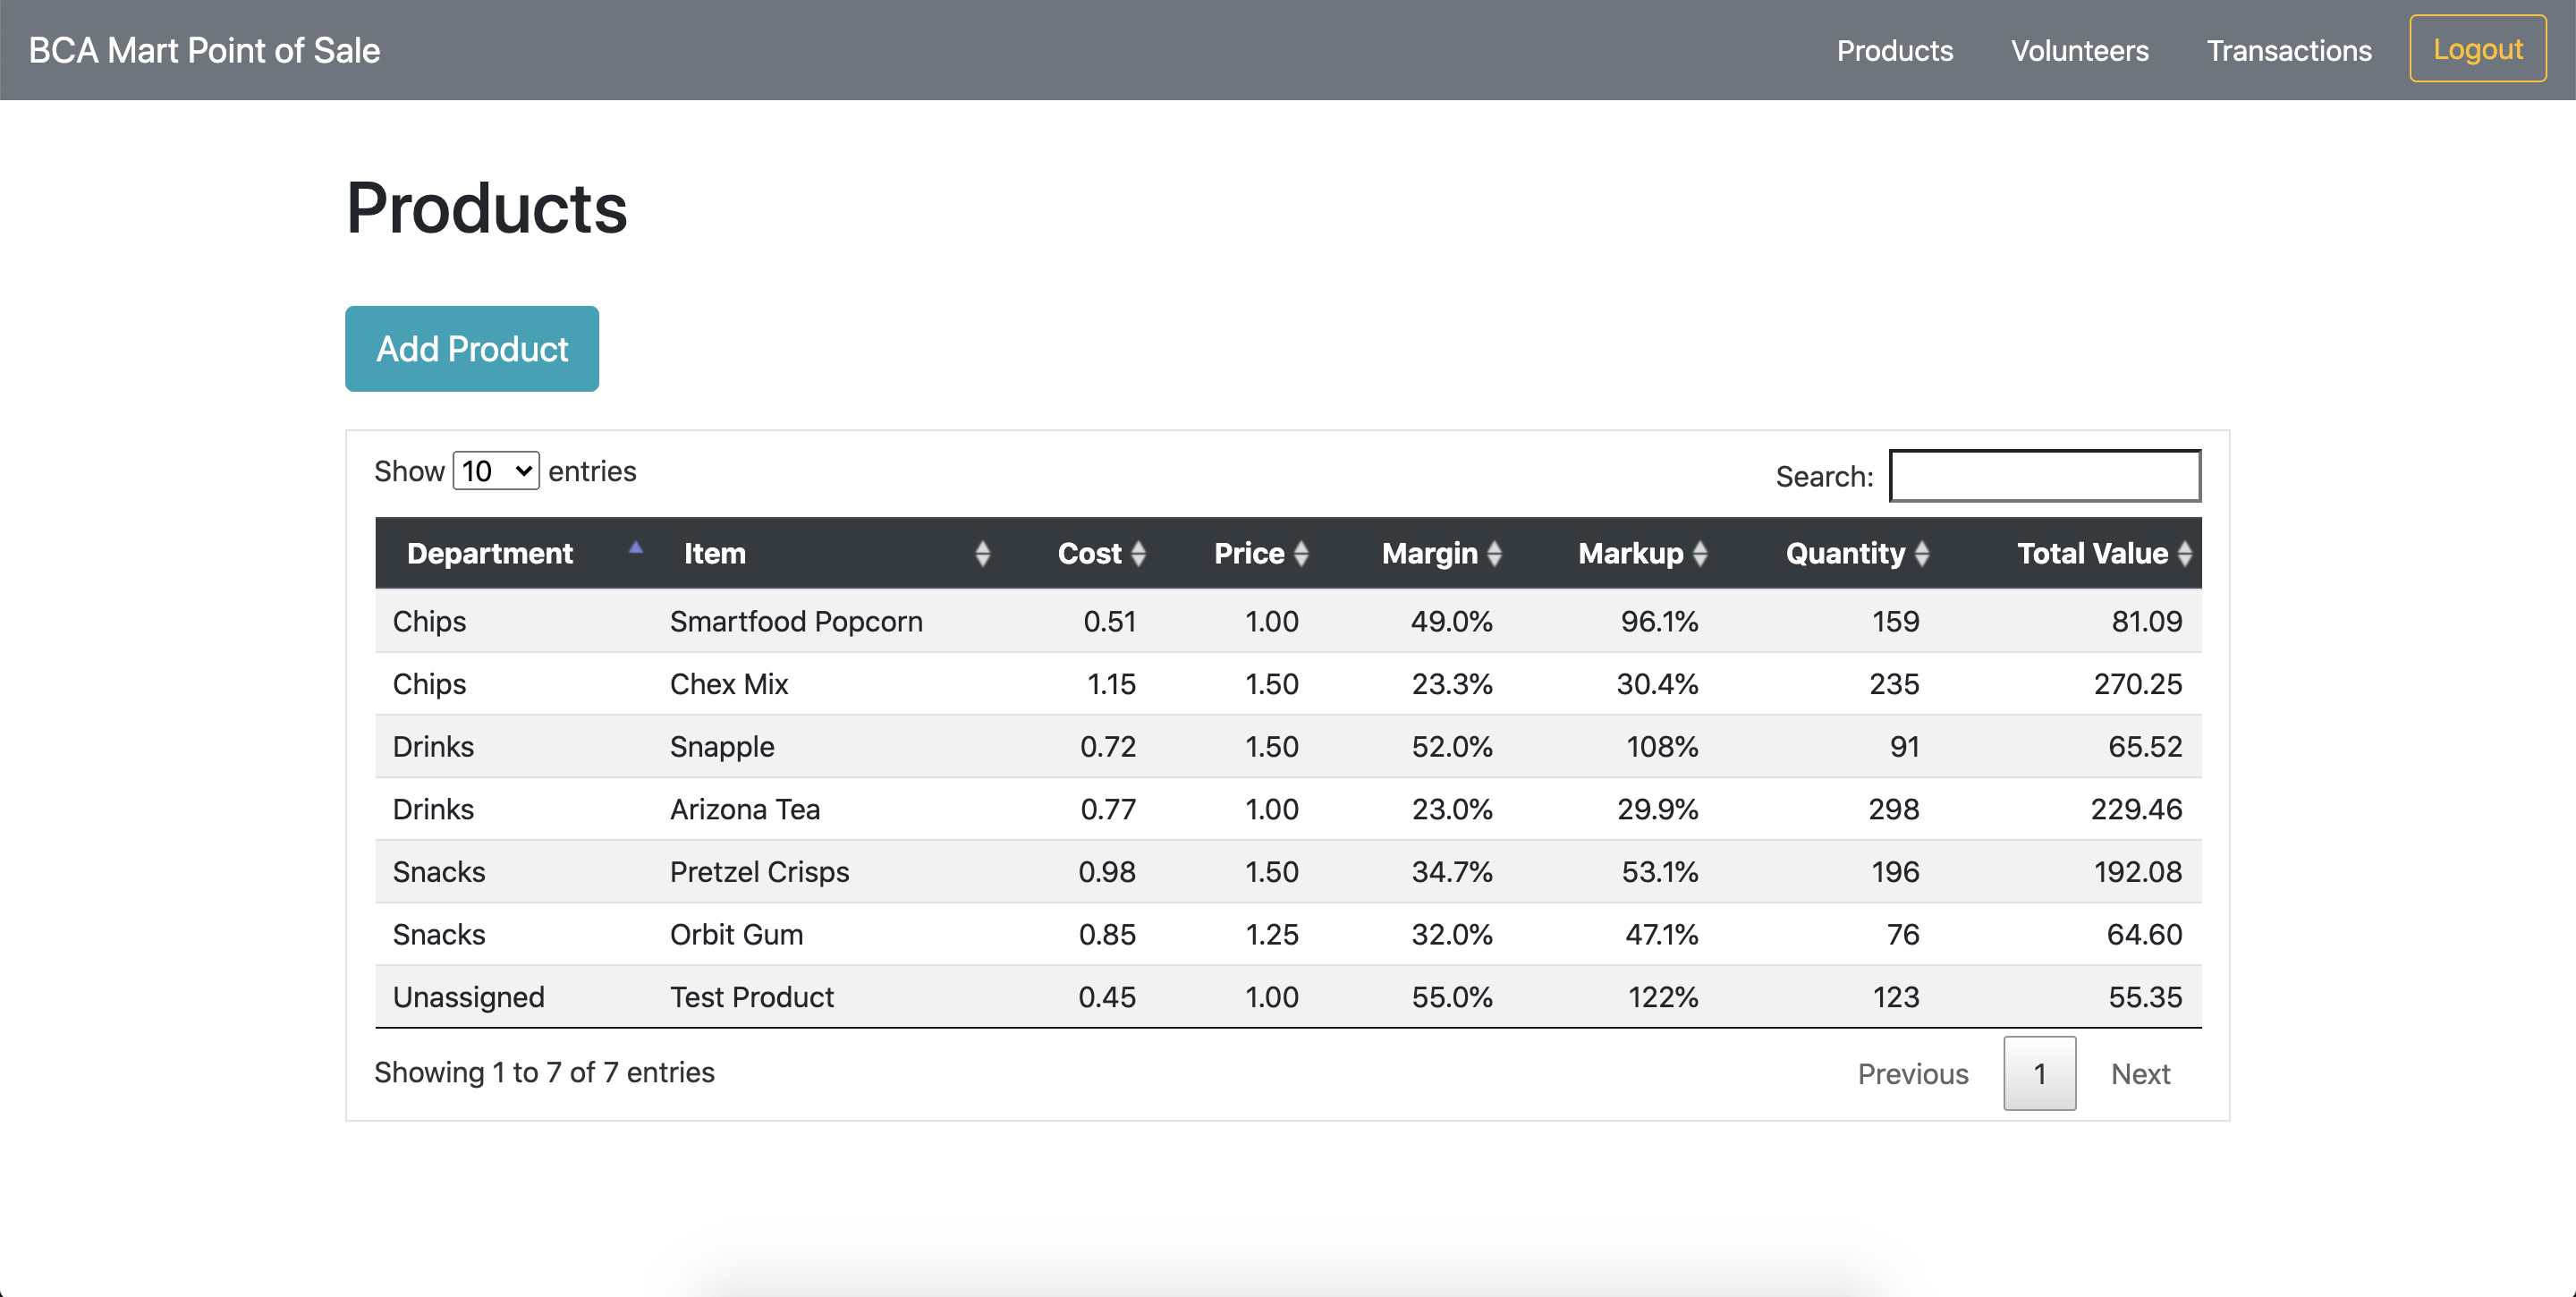 BCA Mart Point of Sale Products Volunteers Transactions Logout
Products
Add Product
Show 10 entries Search:
Department Item Cost Price Margin Markup Quantity Total Value
Chips Smartfood Popcorn 0.51 1.00 49.0% 96.1% 159 81.09
Chips Chex Mix 1.15 1.50 23.3% 30.4% 235 270.25
Drinks Snapple 0.72 1.50 52.0% 108% 91 65.52
Drinks Arizona Tea 0.77 1.00 23.0% 29.9% 298 229.46
Snacks Pretzel Crisps 0.98 1.50 34.7% 53.1% 196 192.08
Snacks Orbit Gum 0.85 1.25 32.0% 47.1% 76 64.60
Unassigned Test Product 0.45 1.00 55.0% 122% 123 55.35
Showing 1 to 7 of 7 entries Previous 1 Next